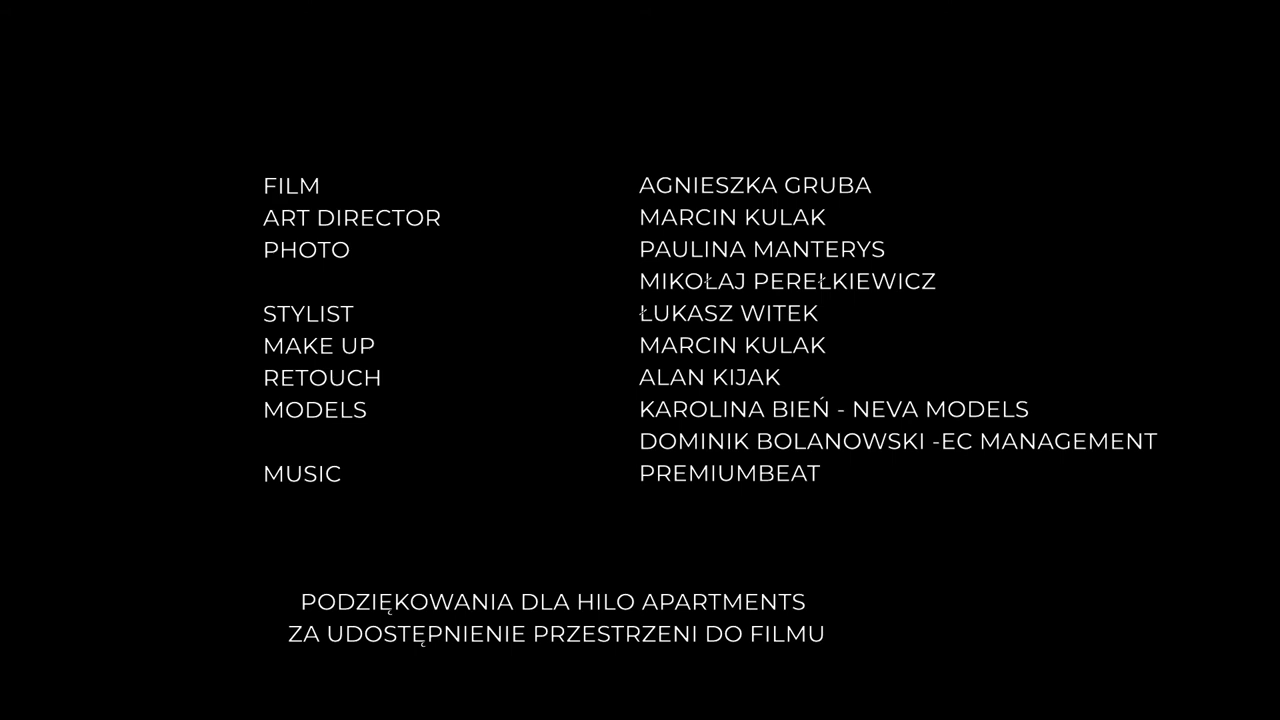 FILM AGNIESZKA GRUBA
ART DIRECTOR MARCIN KULAK
PHOTO PAULINA MANTERYS
MIKOŁAJ PEREŁKIEWICZ
STYLIST ŁUKASZ WITEK
MAKE UP MARCIN KULAK
RETOUCH ALAN KIJAK
MODELS KAROLINA BIEŃ - NEVA MODELS
DOMINIK BOLANOWSKI -EC MANAGEMENT
MUSIC PREMIUMBEAT
PODZIĘKOWANIA DLA HILO APARTMENTS
ZA UDOSTĘPNIENIE PRZESTRZENI DO FILMU